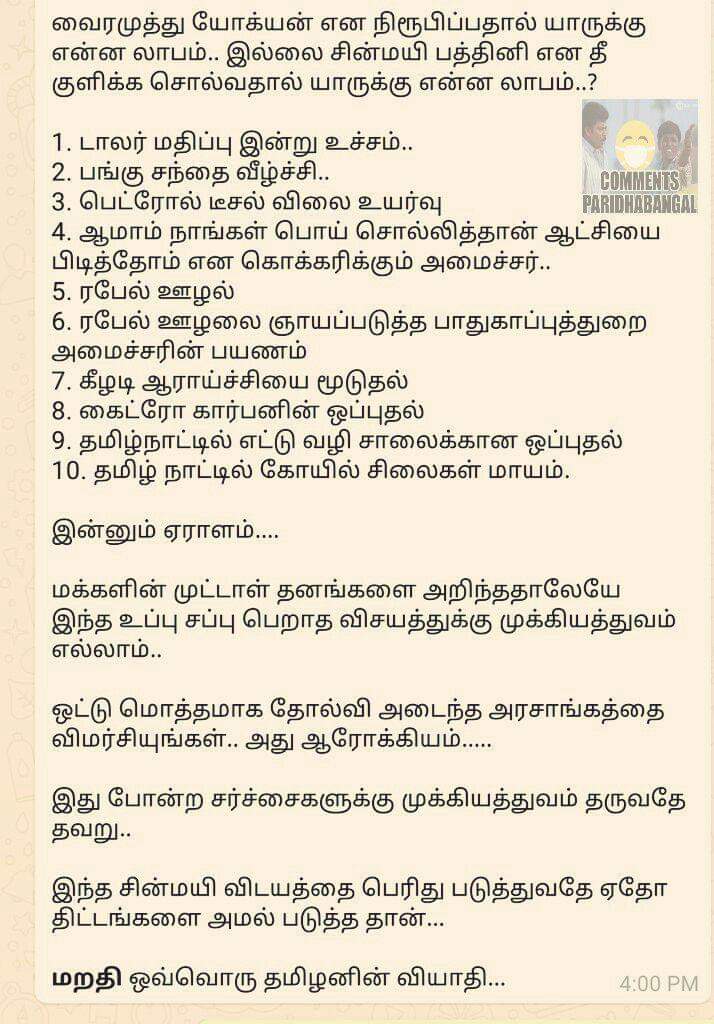 வைரமுத்து யோக்யன் என நிரூபிப்பதால் யாருக்கு
என்ன லாபம்.. இல்லை சின்மயி பத்தினி என தீ
குளிக்க சொல்வதால் யாருக்கு என்ன லாபம்..?
COMMENTS
PARIDHABANGAL
1. டாலர் மதிப்பு இன்று உச்சம்..
2. பங்கு சந்தை வீழ்ச்சி..
3. பெட்ரோல் டீசல் விலை உயர்வு
4. ஆமாம் நாங்கள் பொய் சொல்லித்தான் ஆட்சியை
பிடித்தோம் என கொக்கரிக்கும் அமைச்சர்..
5. ரபேல் ஊழல்
6. ரபேல் ஊழலை ஞாயப்படுத்த பாதுகாப்புத்துறை
அமைச்சரின் பயணம்
7. கீழடி ஆராய்ச்சியை மூடுதல்
8. கைட்ரோ கார்பனின் ஒப்புதல்
9. தமிழ்நாட்டில் எட்டு வழி சாலைக்கான ஒப்புதல்
10. தமிழ் நாட்டில் கோயில் சிலைகள் மாயம்.
இன்னும் ஏராளம்....
மக்களின் முட்டாள் தனங்களை அறிந்ததாலேயே
இந்த உப்பு சப்பு பெறாத விசயத்துக்கு முக்கியத்துவம்
எல்லாம்..
ஒட்டு மொத்தமாக தோல்வி அடைந்த அரசாங்கத்தை
விமர்சியுங்கள்.. அது ஆரோக்கியம்.....
இது போன்ற சர்ச்சைகளுக்கு முக்கியத்துவம் தருவதே
தவறு..
இந்த சின்மயி விடயத்தை பெரிது படுத்துவதே ஏதோ
திட்டங்களை அமல் படுத்த தான்...
மறதி ஒவ்வொரு தமிழனின் வியாதி...
4:00 PM